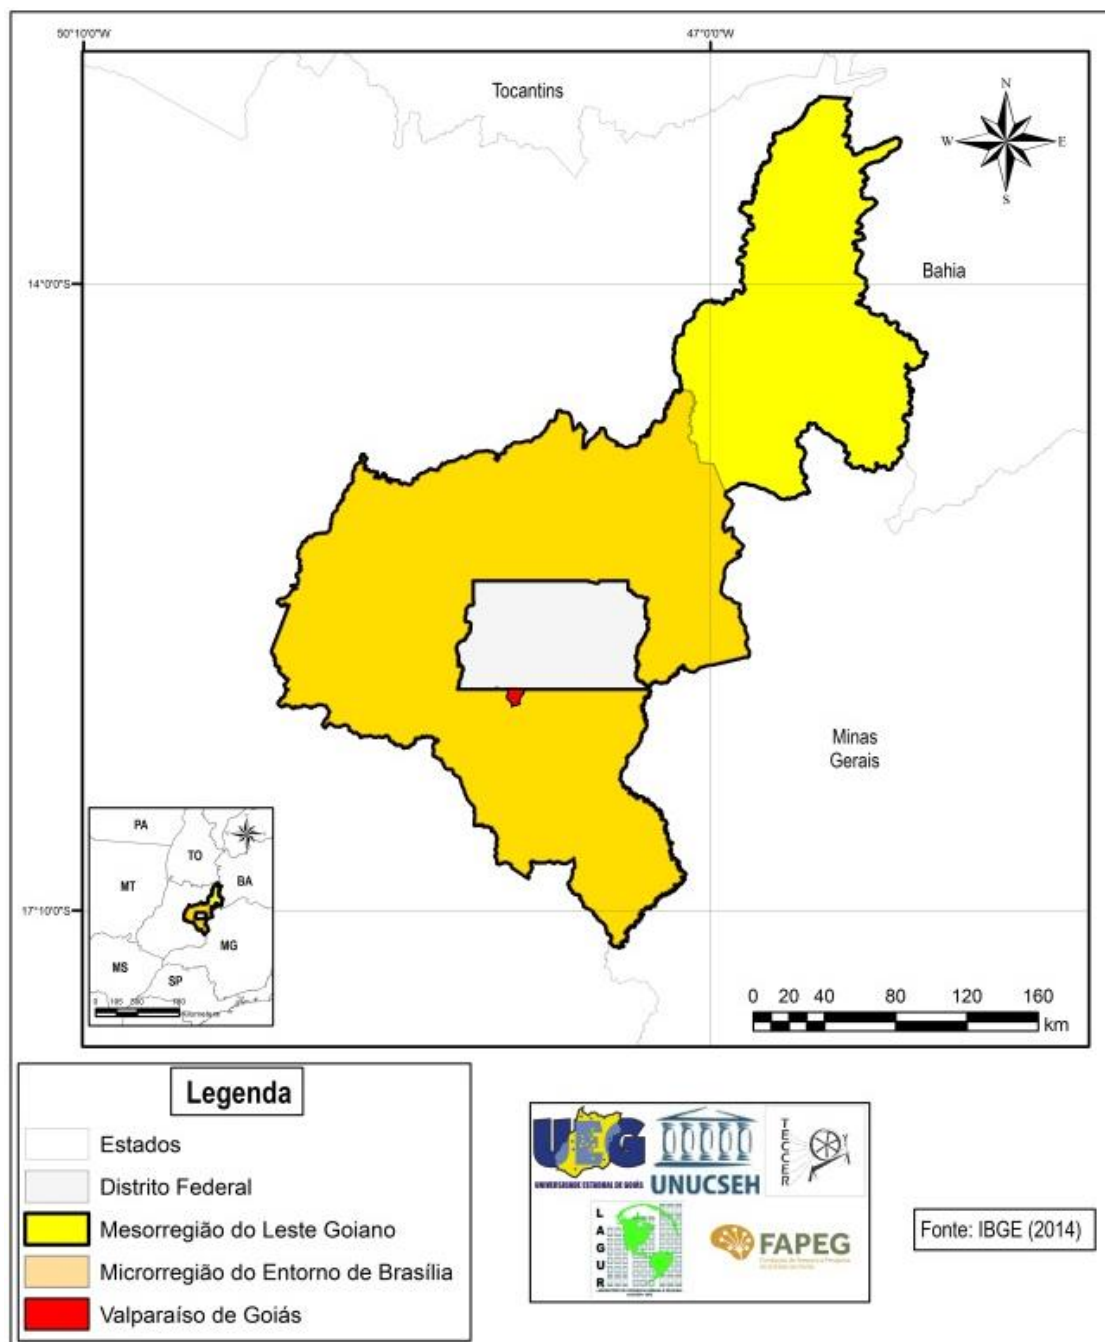 50°10'0"W
47°0'0"W
Tocantins
N
W
E
S
14°0'0"S
Bahia
Minas
Gerais
PA
TO
MT
BA
MG
MS
SP
17°10'0"S
0 20 40 80 120 160
km
Legenda
Estados
Distrito Federal
Mesorregião do Leste Goiano
Microrregião do Entorno de Brasília
Valparaíso de Goiás
UEG
UNIVERSIDADE ESTADUAL DE GOIÁS
UNUCSEH
TECCER
LAGUR
FAPEG
Fonte: IBGE (2014)